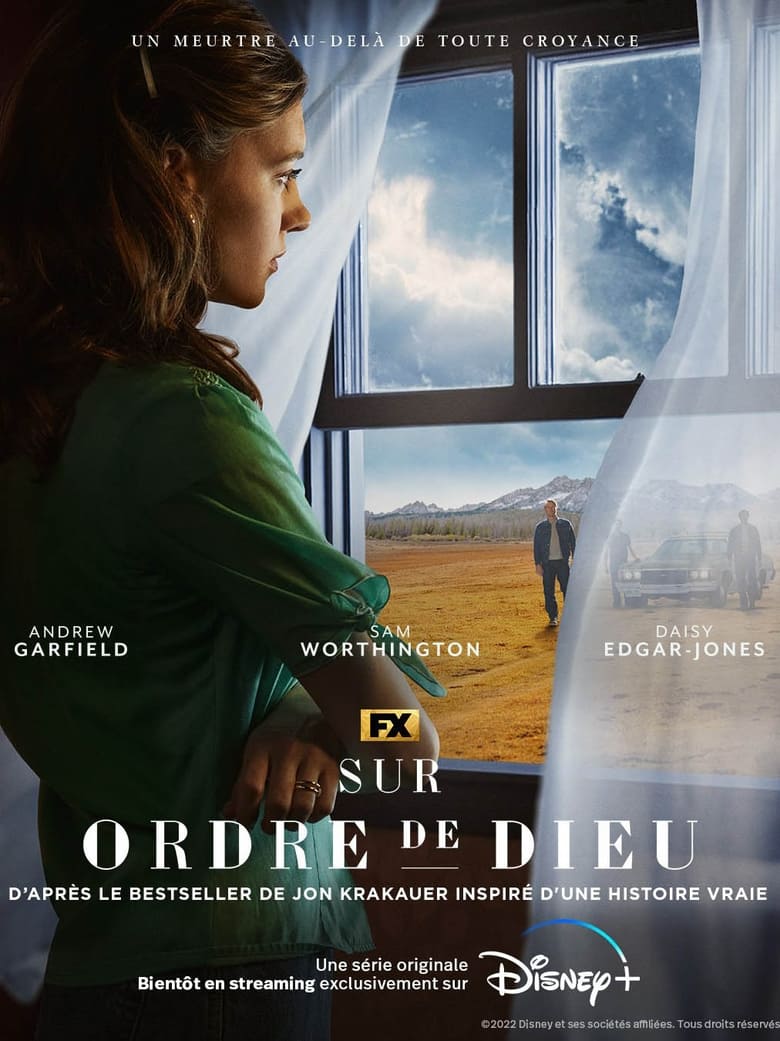 UN MEURTRE AU-DELÀ DE TOUTE CROYANCE
ANDREW GARFIELD
SAM WORTHINGTON
DAISY EDGAR-JONES
FX
SUR
ORDRE DE DIEU
D'APRÈS LE BESTSELLER DE JON KRAKAUER INSPIRÉ D'UNE HISTOIRE VRAIE
Une série originale
Bientôt en streaming exclusivement sur
Disney+
©2022 Disney et ses sociétés affiliées. Tous droits réservés